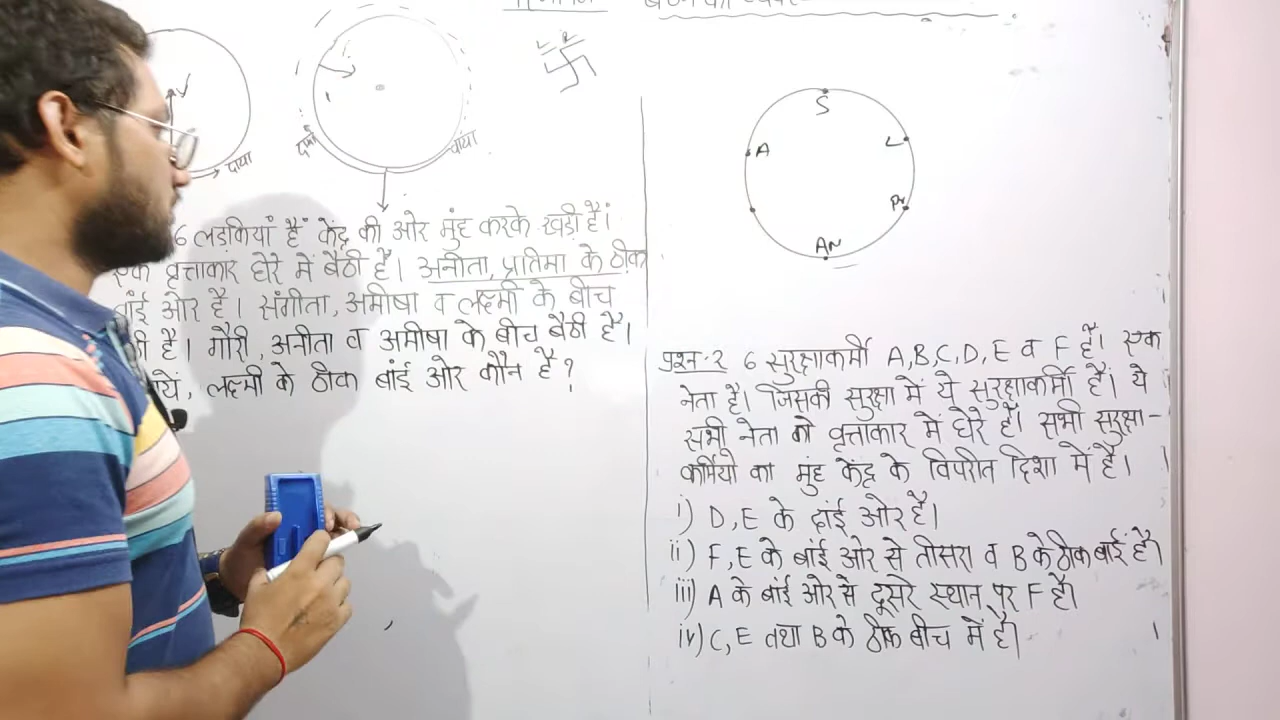 दायां
दायां
बांया
L R
6 लड़कियाँ हैं केंद्र की ओर मुंह करके खड़ी हैं।
एक वृत्ताकार घेरे में बैठी हैं। अनीता, प्रतिमा के ठीक
बांई ओर है। संगीता, अमीषा व लक्ष्मी के बीच
है। गौरी, अनीता व अमीषा के बीच बैठी है।
लक्ष्मी के ठीक बांई ओर कौन है?
S
A
L
Pr
AN
प्रश्न.2 6 सुरक्षाकर्मी A,B,C,D,E व F हैं। एक
नेता है। जिसकी सुरक्षा में ये सुरक्षाकर्मी हैं। ये
सभी नेता को वृत्ताकार में घेरे हैं। सभी सुरक्षा-
कर्मियों का मुंह केंद्र के विपरीत दिशा में है।
i) D,E के दांई ओर है।
ii) F,E के बांई ओर से तीसरा व B के ठीक बाईं है।
iii) A के बांई ओर से दूसरे स्थान पर F है।
iv) C,E तथा B के ठीक बीच में है।